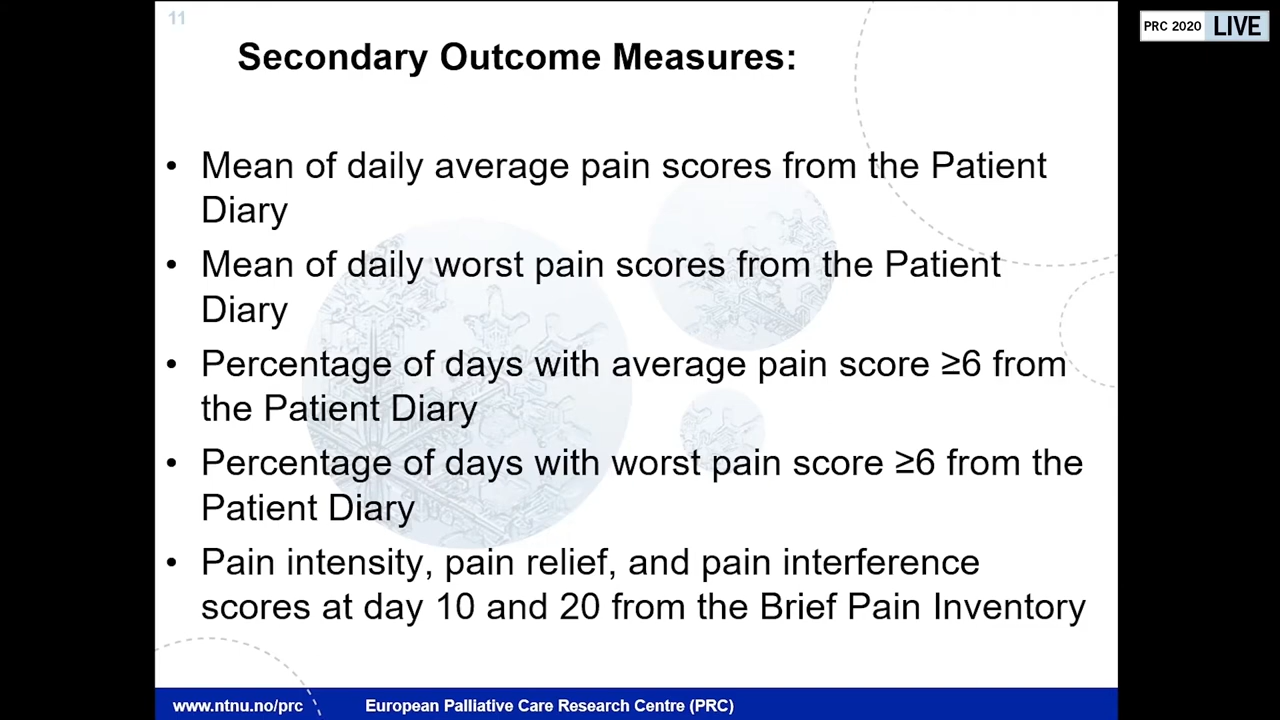 11
PRC 2020 LIVE
Secondary Outcome Measures:
• Mean of daily average pain scores from the Patient
Diary
• Mean of daily worst pain scores from the Patient
Diary
• Percentage of days with average pain score ≥6 from
the Patient Diary
• Percentage of days with worst pain score ≥6 from the
Patient Diary
• Pain intensity, pain relief, and pain interference
scores at day 10 and 20 from the Brief Pain Inventory
www.ntnu.no/prc European Palliative Care Research Centre (PRC)